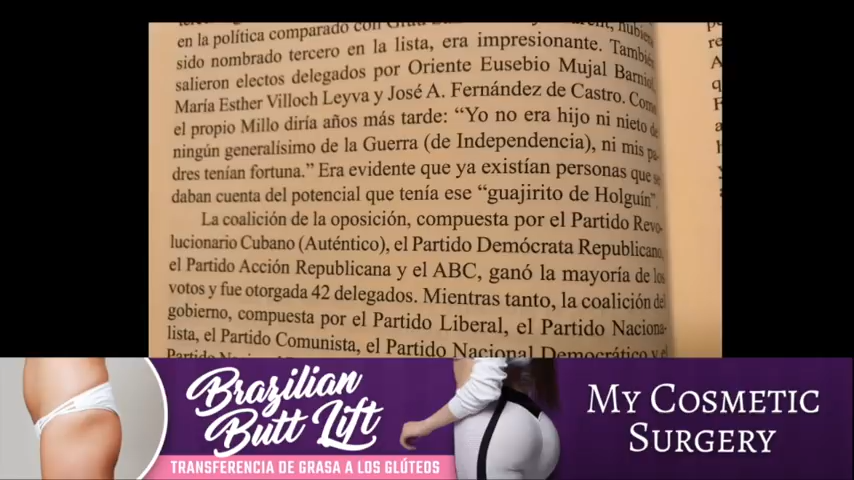 en la política comparado con Grau San
sido nombrado tercero en la lista, era impresionante. También
salieron electos delegados por Oriente Eusebio Mujal Barniol,
María Esther Villoch Leyva y José A. Fernández de Castro. Como
el propio Millo diría años más tarde: “Yo no era hijo ni nieto de
ningún generalísimo de la Guerra (de Independencia), ni mis pa-
dres tenían fortuna.” Era evidente que ya existían personas que se
daban cuenta del potencial que tenía ese “guajirito de Holguín”.
La coalición de la oposición, compuesta por el Partido Revo-
lucionario Cubano (Auténtico), el Partido Demócrata Republicano,
el Partido Acción Republicana y el ABC, ganó la mayoría de los
votos y fue otorgada 42 delegados. Mientras tanto, la coalición del
gobierno, compuesta por el Partido Liberal, el Partido Naciona-
lista, el Partido Comunista, el Partido Nacional Democrático y el
Brazilian
Butt Lift
TRANSFERENCIA DE GRASA A LOS GLÚTEOS
My Cosmetic
Surgery